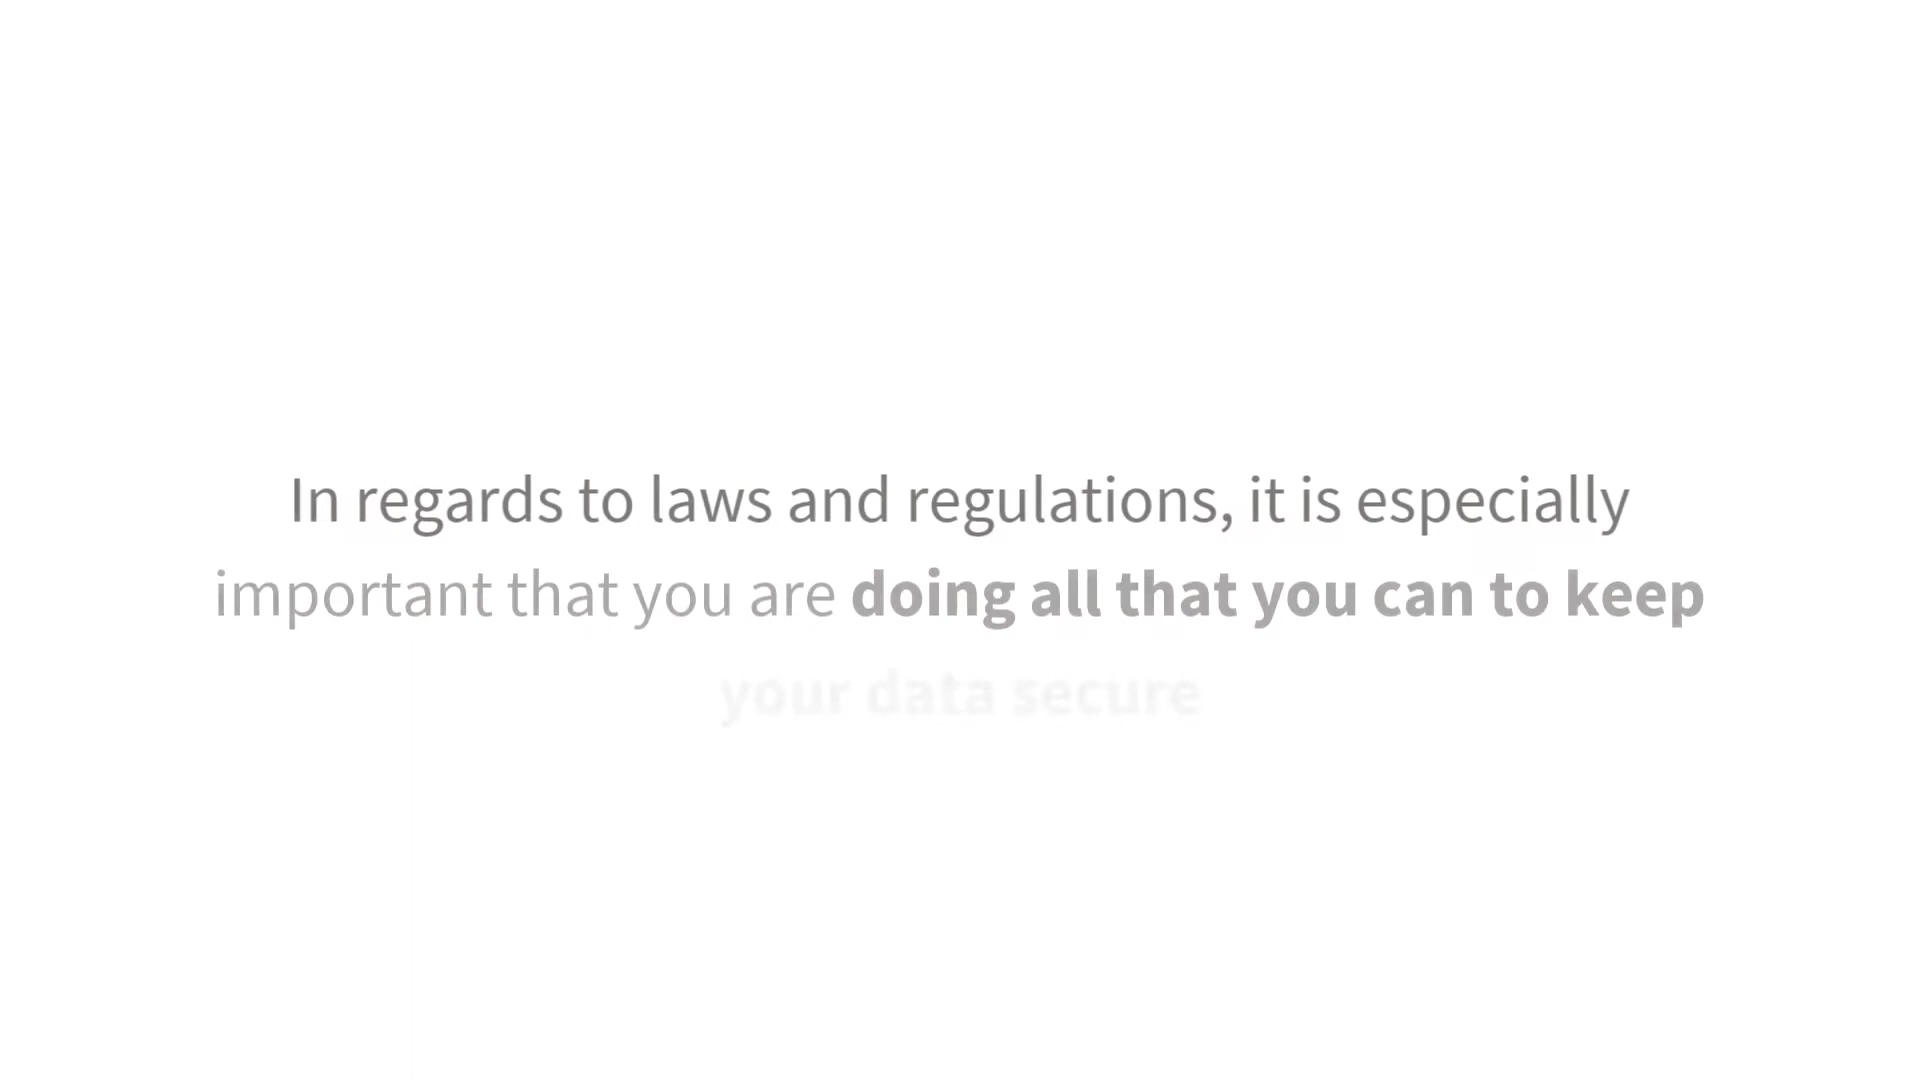 In regards to laws and regulations, it is especially
important that you are doing all that you can to keep
your data secure